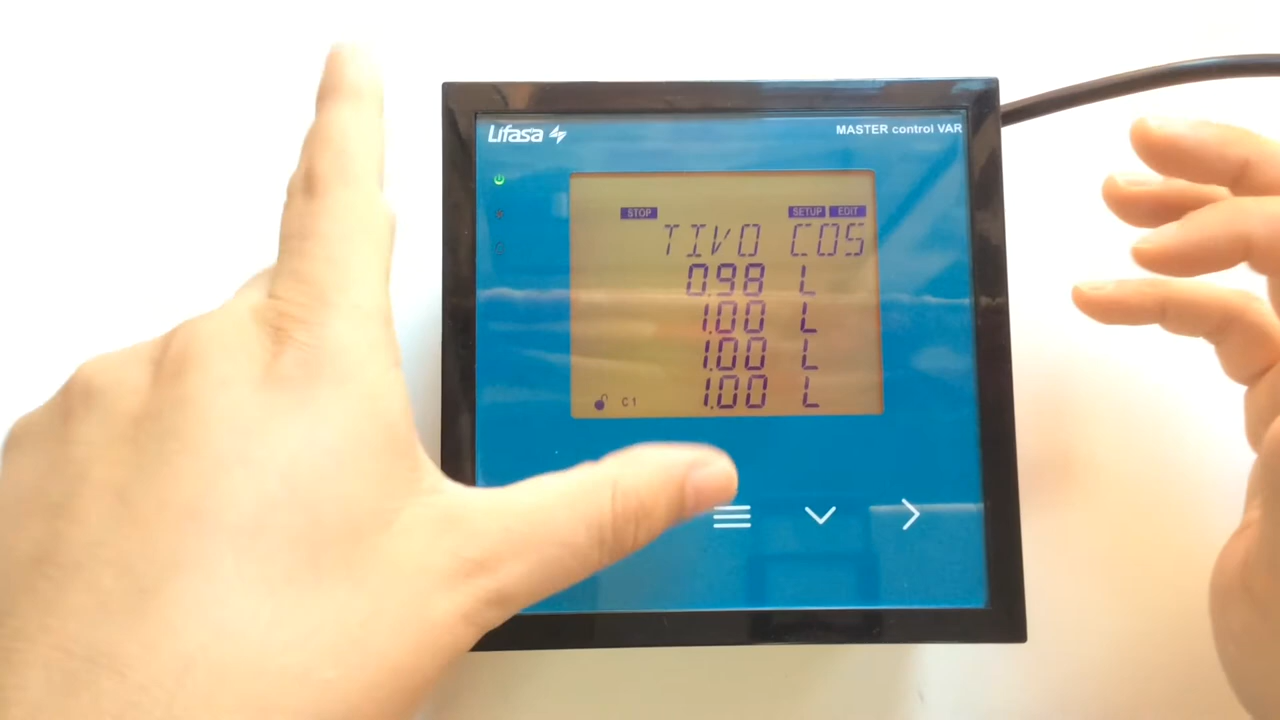 Lifasa
MASTER control VAR
STOP SETUP EDIT
TIVO COS
0.98 L
1.00 L
1.00 L
1.00 L
C1